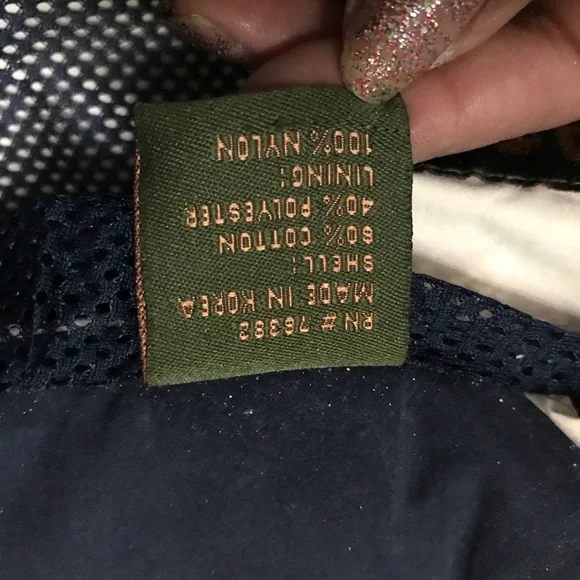 RN # 76382
MADE IN KOREA
SHELL:
60% COTTON
40% POLYESTER
LINING:
100% NYLON